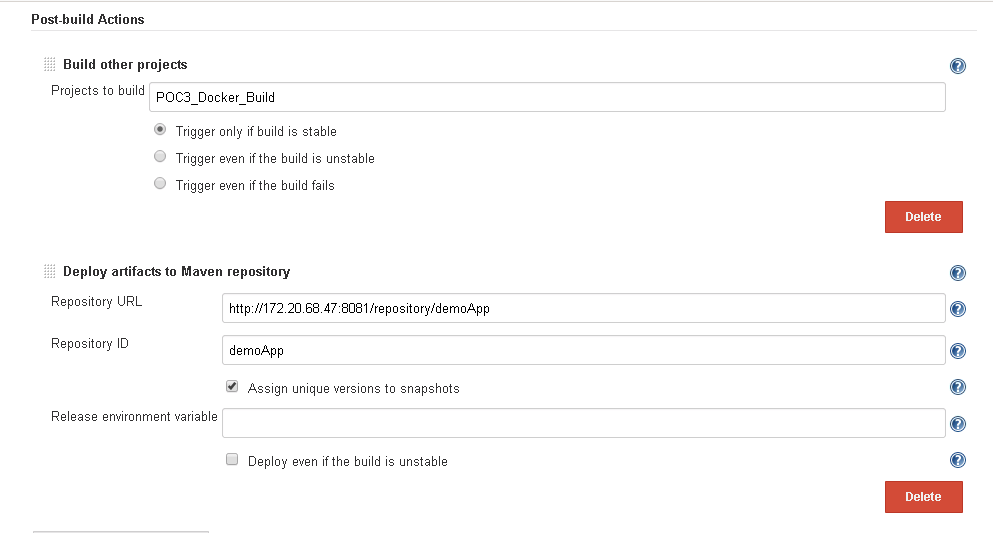 Post-build Actions
Build other projects
Projects to build POC3_Docker_Build
Trigger only if build is stable
Trigger even if the build is unstable
Trigger even if the build fails
Delete
Deploy artifacts to Maven repository
Repository URL http://172.20.68.47:8081/repository/demoApp
Repository ID demoApp
Assign unique versions to snapshots
Release environment variable
Deploy even if the build is unstable
Delete